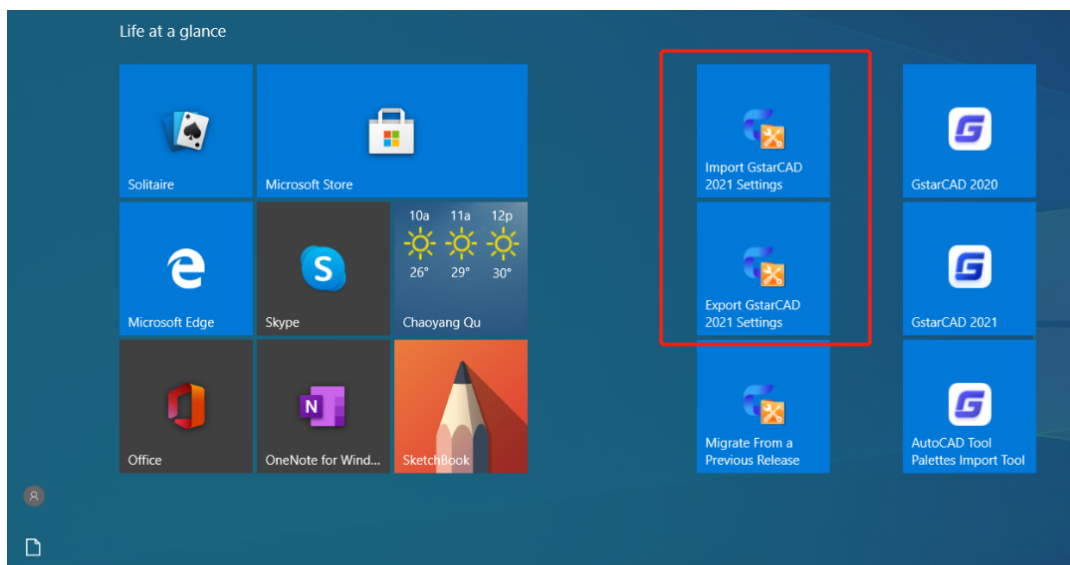 Life at a glance
Solitaire
Microsoft Store
Import GstarCAD
2021 Settings
GstarCAD 2020
Microsoft Edge
S
Skype
10a 11a 12p
26° 29° 30°
Chaoyang Qu
Export GstarCAD
2021 Settings
GstarCAD 2021
Office
N
OneNote for Wind...
SketchBook
Migrate From a
Previous Release
AutoCAD Tool
Palettes Import Tool